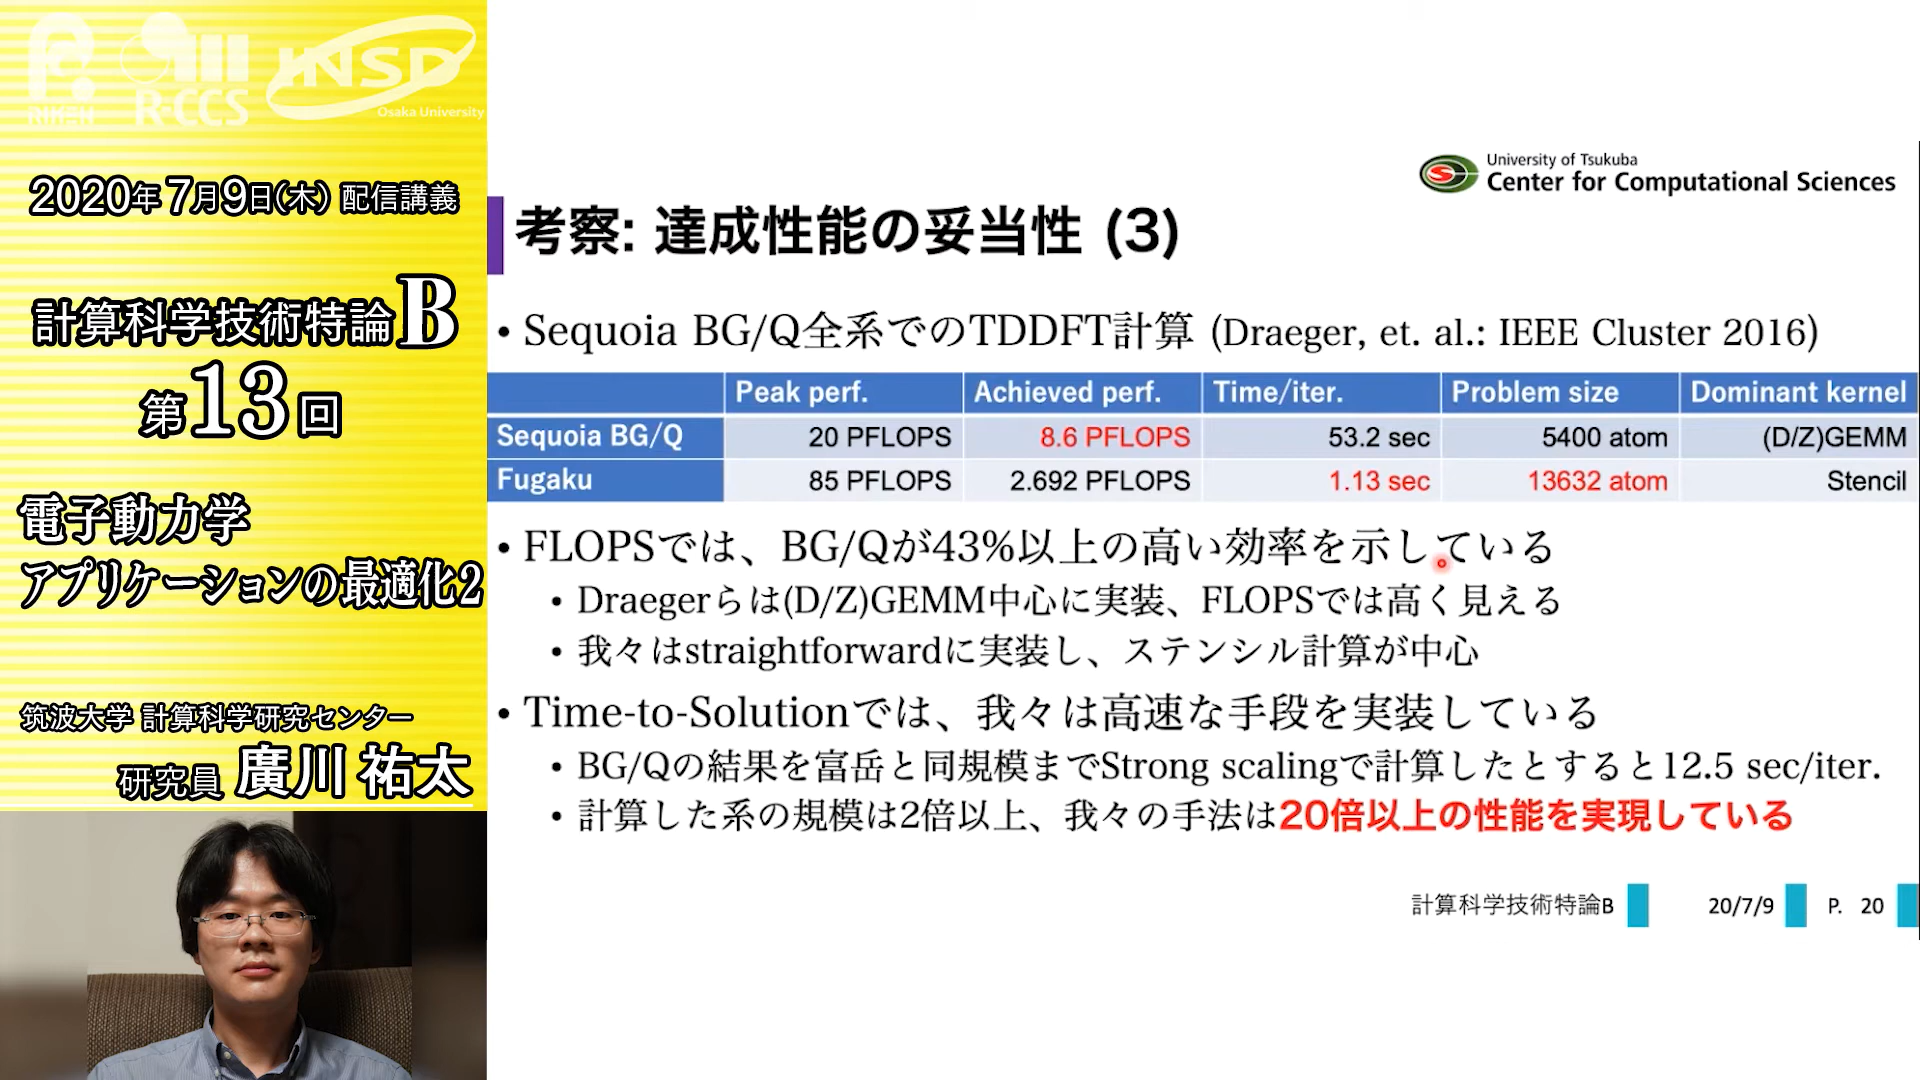 RIKEN
R-CCS
INSD
Osaka University
2020年 7月9日(木) 配信講義
計算科学技術特論B
第13回
電子動力学
アプリケーションの最適化2
筑波大学 計算科学研究センター
研究員 廣川 祐太
University of Tsukuba
Center for Computational Sciences
考察: 達成性能の妥当性 (3)
• Sequoia BG/Q全系でのTDDFT計算 (Draeger, et. al.: IEEE Cluster 2016)
Peak perf. Achieved perf. Time/iter. Problem size Dominant kernel
Sequoia BG/Q 20 PFLOPS 8.6 PFLOPS 53.2 sec 5400 atom (D/Z)GEMM
Fugaku 85 PFLOPS 2.692 PFLOPS 1.13 sec 13632 atom Stencil
• FLOPSでは、BG/Qが43%以上の高い効率を示している
• Draegerらは(D/Z)GEMM中心に実装、FLOPSでは高く見える
• 我々はstraightforwardに実装し、ステンシル計算が中心
• Time-to-Solutionでは、我々は高速な手段を実装している
• BG/Qの結果を富岳と同規模までStrong scalingで計算したとすると12.5 sec/iter.
• 計算した系の規模は2倍以上、我々の手法は20倍以上の性能を実現している
計算科学技術特論B 20/7/9 P. 20